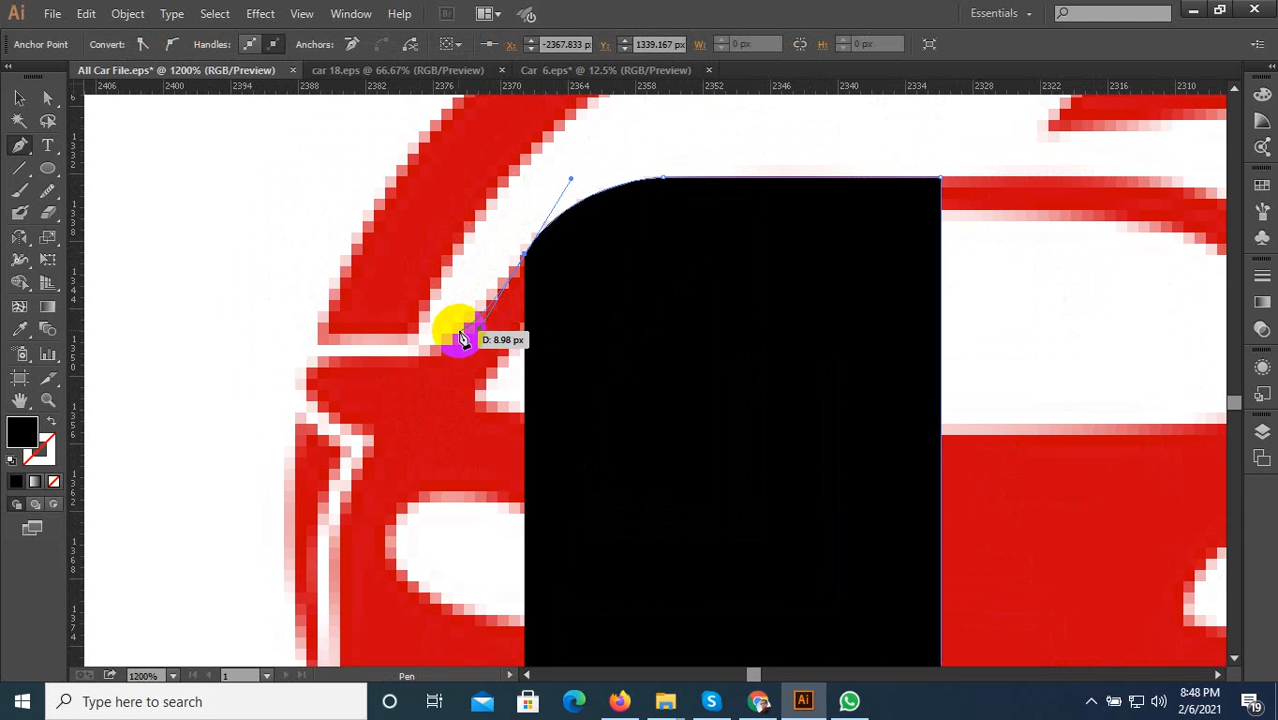 Ai File Edit Object Type Select Effect View Window Help Br Essentials
Anchor Point Convert: Handles: Anchors: X: -2367.833 p Y: 1339.167 px W: 0 px H: 0 px
All Car File.eps* @ 1200% (RGB/Preview) × car 18.eps @ 66.67% (RGB/Preview) × Car 6.eps* @ 12.5% (RGB/Preview) ×
2406 2400 2394 2388 2382 2376 2370 2364 2358 2352 2346 2340 2334 2328 2322 2316 2310
D: 8.98 px
1200% 1 Pen
Type here to search
8:48 PM
2/6/2021
19